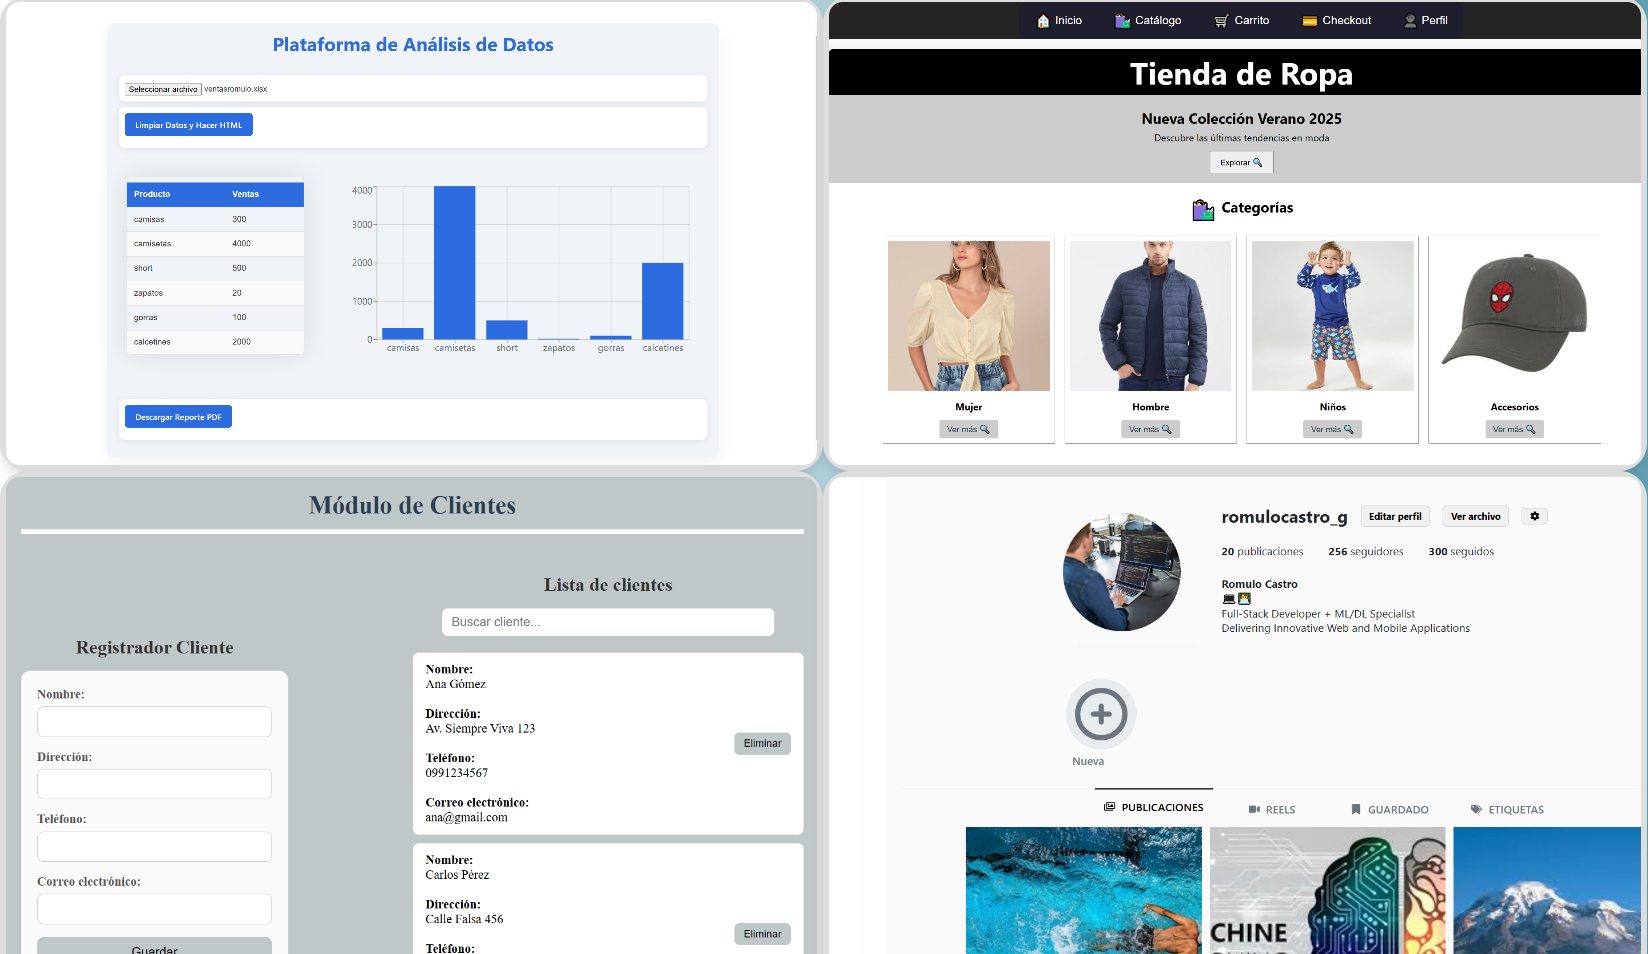 Plataforma de Análisis de Datos
Seleccionar archivo ventasromulo.xlsx
Limpiar Datos y Hacer HTML
Producto Ventas
camisas 300
camisetas 4000
short 500
zapatos 20
gorras 100
calcetines 2000
4000
3000
2000
1000
0
camisas camisetas short zapatos gorras calcetines
Descargar Reporte PDF
Inicio Catálogo Carrito Checkout Perfil
Tienda de Ropa
Nueva Colección Verano 2025
Descubre las últimas tendencias en moda
Explorar
Categorías
Mujer Hombre Niños Accesorios
Ver más Ver más Ver más Ver más
Módulo de Clientes
Registrador Cliente
Nombre:
Dirección:
Teléfono:
Correo electrónico:
Guardar
Lista de clientes
Buscar cliente...
Nombre:
Ana Gómez
Dirección:
Av. Siempre Viva 123
Teléfono:
0991234567
Correo electrónico:
ana@gmail.com
Eliminar
Nombre:
Carlos Pérez
Dirección:
Calle Falsa 456
Teléfono:
Eliminar
romulocastro_g Editar perfil Ver archivo
20 publicaciones 256 seguidores 300 seguidos
Romulo Castro
Full-Stack Developer + ML/DL Specialist
Delivering Innovative Web and Mobile Applications
Nueva
PUBLICACIONES REELS GUARDADO ETIQUETAS
CHINE